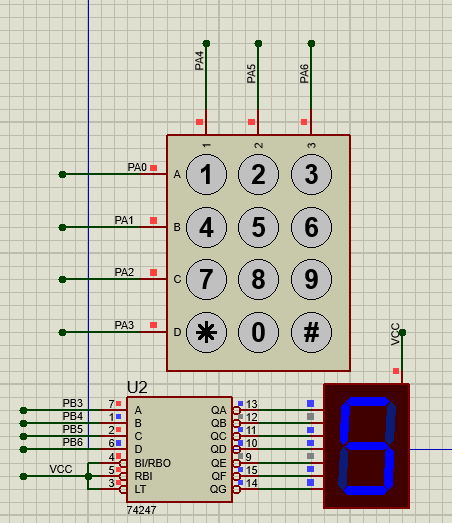 PA4 PA5 PA6
1 2 3
PA0 A 1 2 3
PA1 B 4 5 6
PA2 C 7 8 9
PA3 D * 0 #
VCC
U2
PB3 7 A QA 13
PB4 1 B QB 12
PB5 2 C QC 11
PB6 6 D QD 10
4 BI/RBO QE 9
VCC 5 RBI QF 15
3 LT QG 14
74247